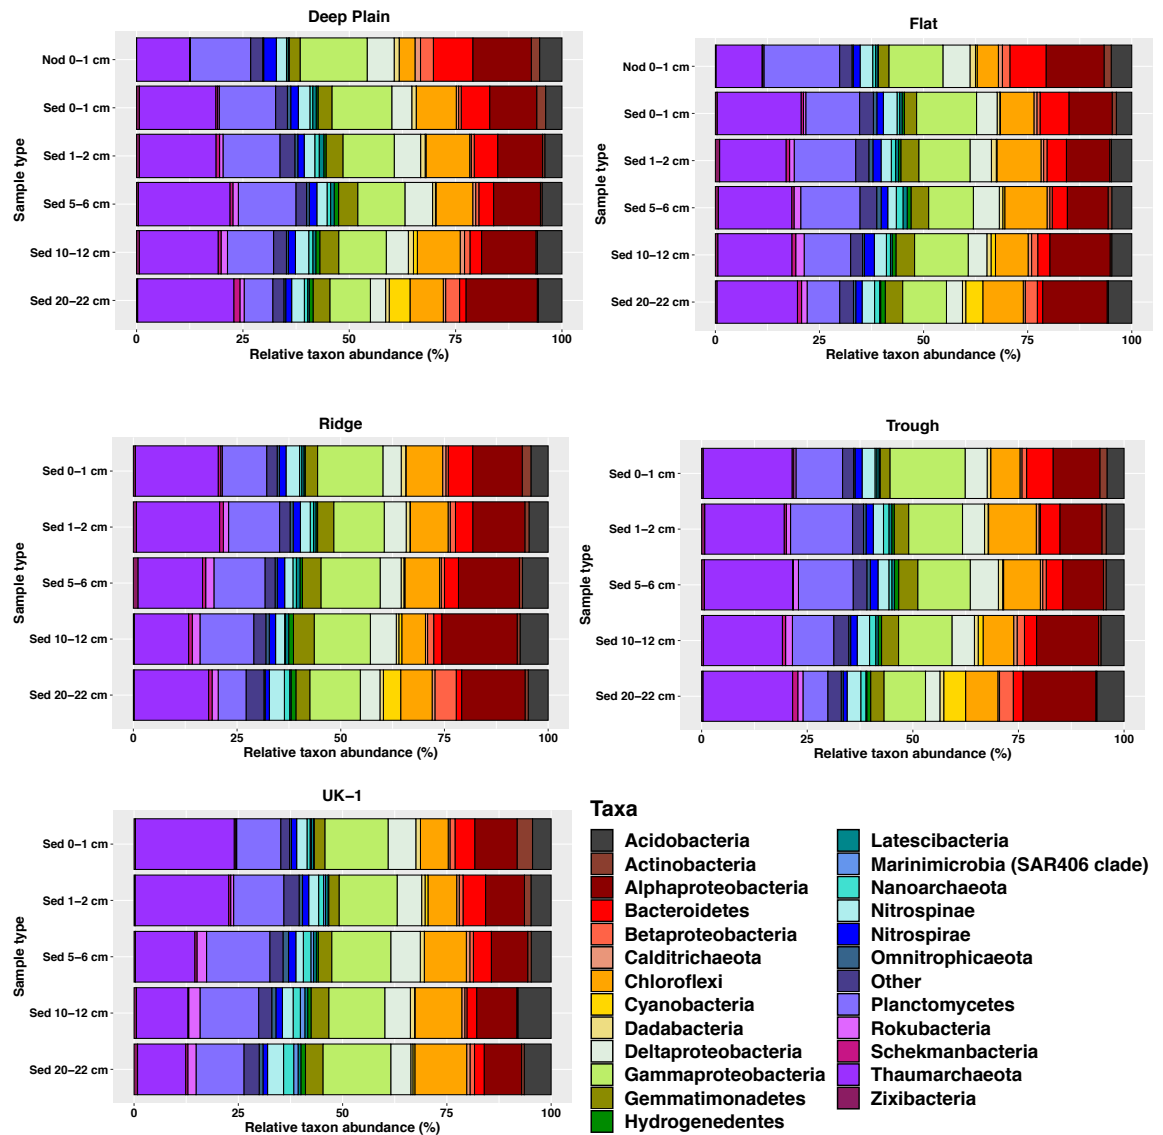 Deep Plain
Sample type
Nod 0–1 cm
Sed 0–1 cm
Sed 1–2 cm
Sed 5–6 cm
Sed 10–12 cm
Sed 20–22 cm
0 25 50 75 100
Relative taxon abundance (%)
Flat
Sample type
Nod 0–1 cm
Sed 0–1 cm
Sed 1–2 cm
Sed 5–6 cm
Sed 10–12 cm
Sed 20–22 cm
0 25 50 75 100
Relative taxon abundance (%)
Ridge
Sample type
Sed 0–1 cm
Sed 1–2 cm
Sed 5–6 cm
Sed 10–12 cm
Sed 20–22 cm
0 25 50 75 100
Relative taxon abundance (%)
Trough
Sample type
Sed 0–1 cm
Sed 1–2 cm
Sed 5–6 cm
Sed 10–12 cm
Sed 20–22 cm
0 25 50 75 100
Relative taxon abundance (%)
UK–1
Sample type
Sed 0–1 cm
Sed 1–2 cm
Sed 5–6 cm
Sed 10–12 cm
Sed 20–22 cm
0 25 50 75 100
Relative taxon abundance (%)
Taxa
Acidobacteria
Actinobacteria
Alphaproteobacteria
Bacteroidetes
Betaproteobacteria
Calditrichaeota
Chloroflexi
Cyanobacteria
Dadabacteria
Deltaproteobacteria
Gammaproteobacteria
Gemmatimonadetes
Hydrogenedentes
Latescibacteria
Marinimicrobia (SAR406 clade)
Nanoarchaeota
Nitrospinae
Nitrospirae
Omnitrophicaeota
Other
Planctomycetes
Rokubacteria
Schekmanbacteria
Thaumarchaeota
Zixibacteria